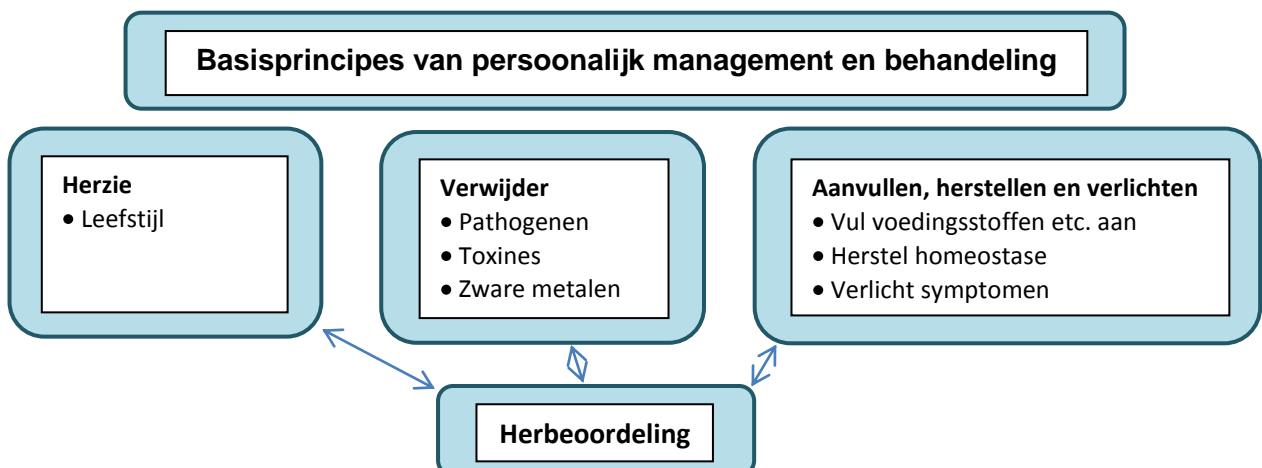 Basisprincipes van persoonlijk management en behandeling
Herzie
• Leefstijl
Verwijder
• Pathogenen
• Toxines
• Zware metalen
Aanvullen, herstellen en verlichten
• Vul voedingsstoffen etc. aan
• Herstel homeostase
• Verlicht symptomen
Herbeoordeling